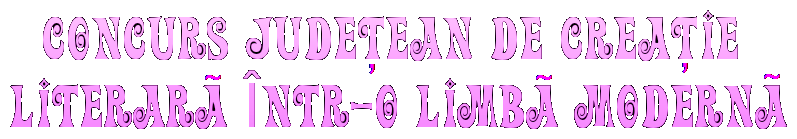 CONCURS JUDEȚEAN DE CREAȚIE
LITERARĂ ÎNTR-O LIMBĂ MODERNĂ